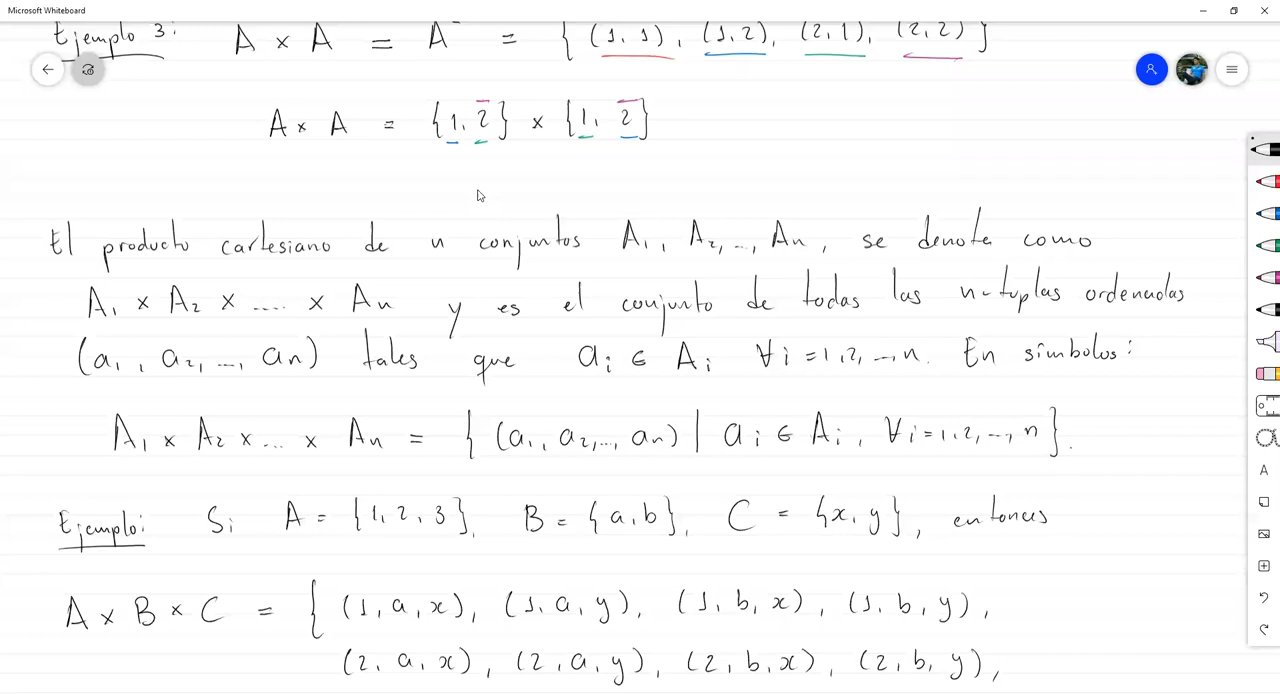 Microsoft Whiteboard
Ejemplo 3: A × A = A = { (1,1), (1,2), (2,1), (2,2) }
A × A = {1, 2} × {1, 2}
El producto cartesiano de n conjuntos A₁, A₂, ..., An, se denota como
A₁ × A₂ × .... × An y es el conjunto de todas las n-tuplas ordenadas
(a₁, a₂, ..., an) tales que aᵢ ∈ Aᵢ ∀i=1,2,...,n. En símbolos:
A₁ × A₂ × ... × An = { (a₁, a₂, ..., an) | aᵢ ∈ Aᵢ, ∀i=1,2,...,n }.
Ejemplo: Si A = {1,2,3}, B = {a,b}, C = {x,y}, entonces
A × B × C = { (1,a,x), (1,a,y), (1,b,x), (1,b,y),
(2,a,x), (2,a,y), (2,b,x), (2,b,y),